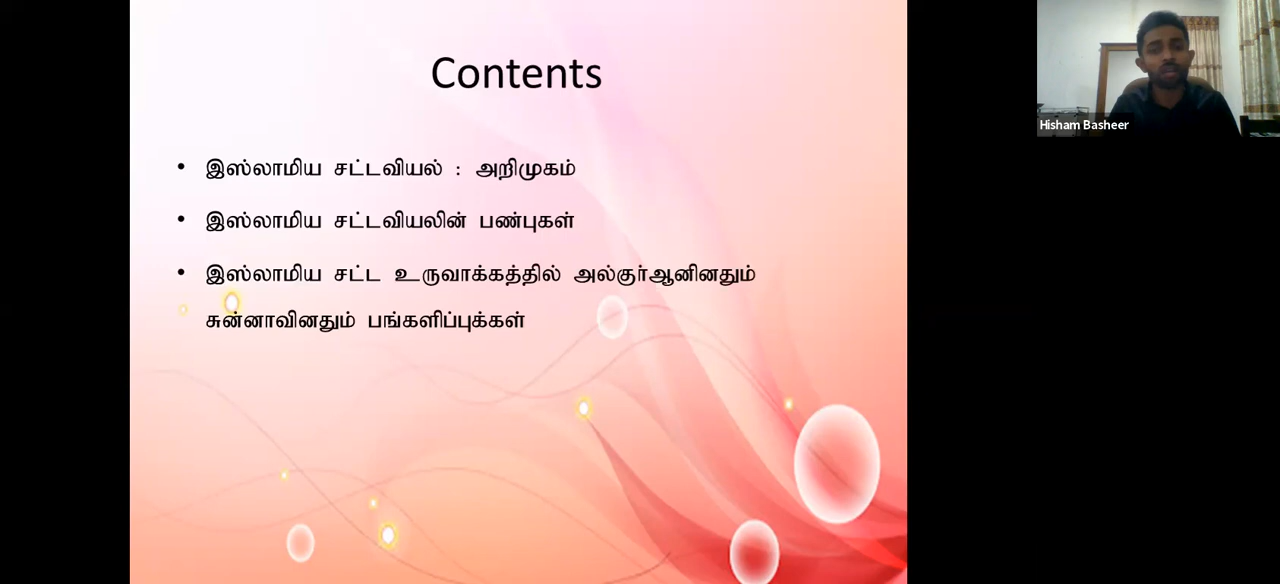 Contents
• இஸ்லாமிய சட்டவியல் : அறிமுகம்
• இஸ்லாமிய சட்டவியலின் பண்புகள்
• இஸ்லாமிய சட்ட உருவாக்கத்தில் அல்குர்ஆனினதும்
சுன்னாவினதும் பங்களிப்புக்கள்
Hisham Basheer